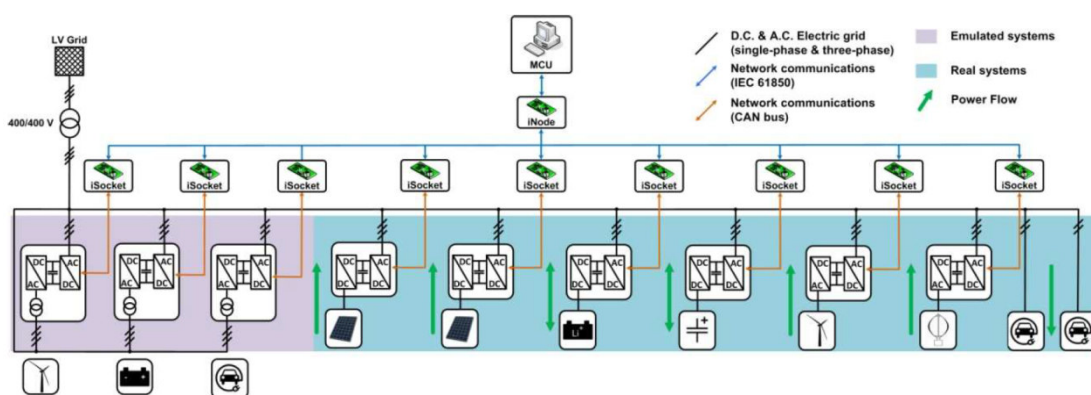 LV Grid
400/400 V
MCU
iNode
D.C. & A.C. Electric grid
(single-phase & three-phase)
Network communications
(IEC 61850)
Network communications
(CAN bus)
Emulated systems
Real systems
Power Flow
iSocket
iSocket
iSocket
iSocket
iSocket
iSocket
iSocket
iSocket
iSocket
DC AC
AC DC
DC AC
AC DC
DC AC
AC DC
DC AC
DC DC
DC AC
DC DC
DC AC
DC DC
DC AC
DC DC
DC AC
AC DC
DC AC
AC DC
Li
+